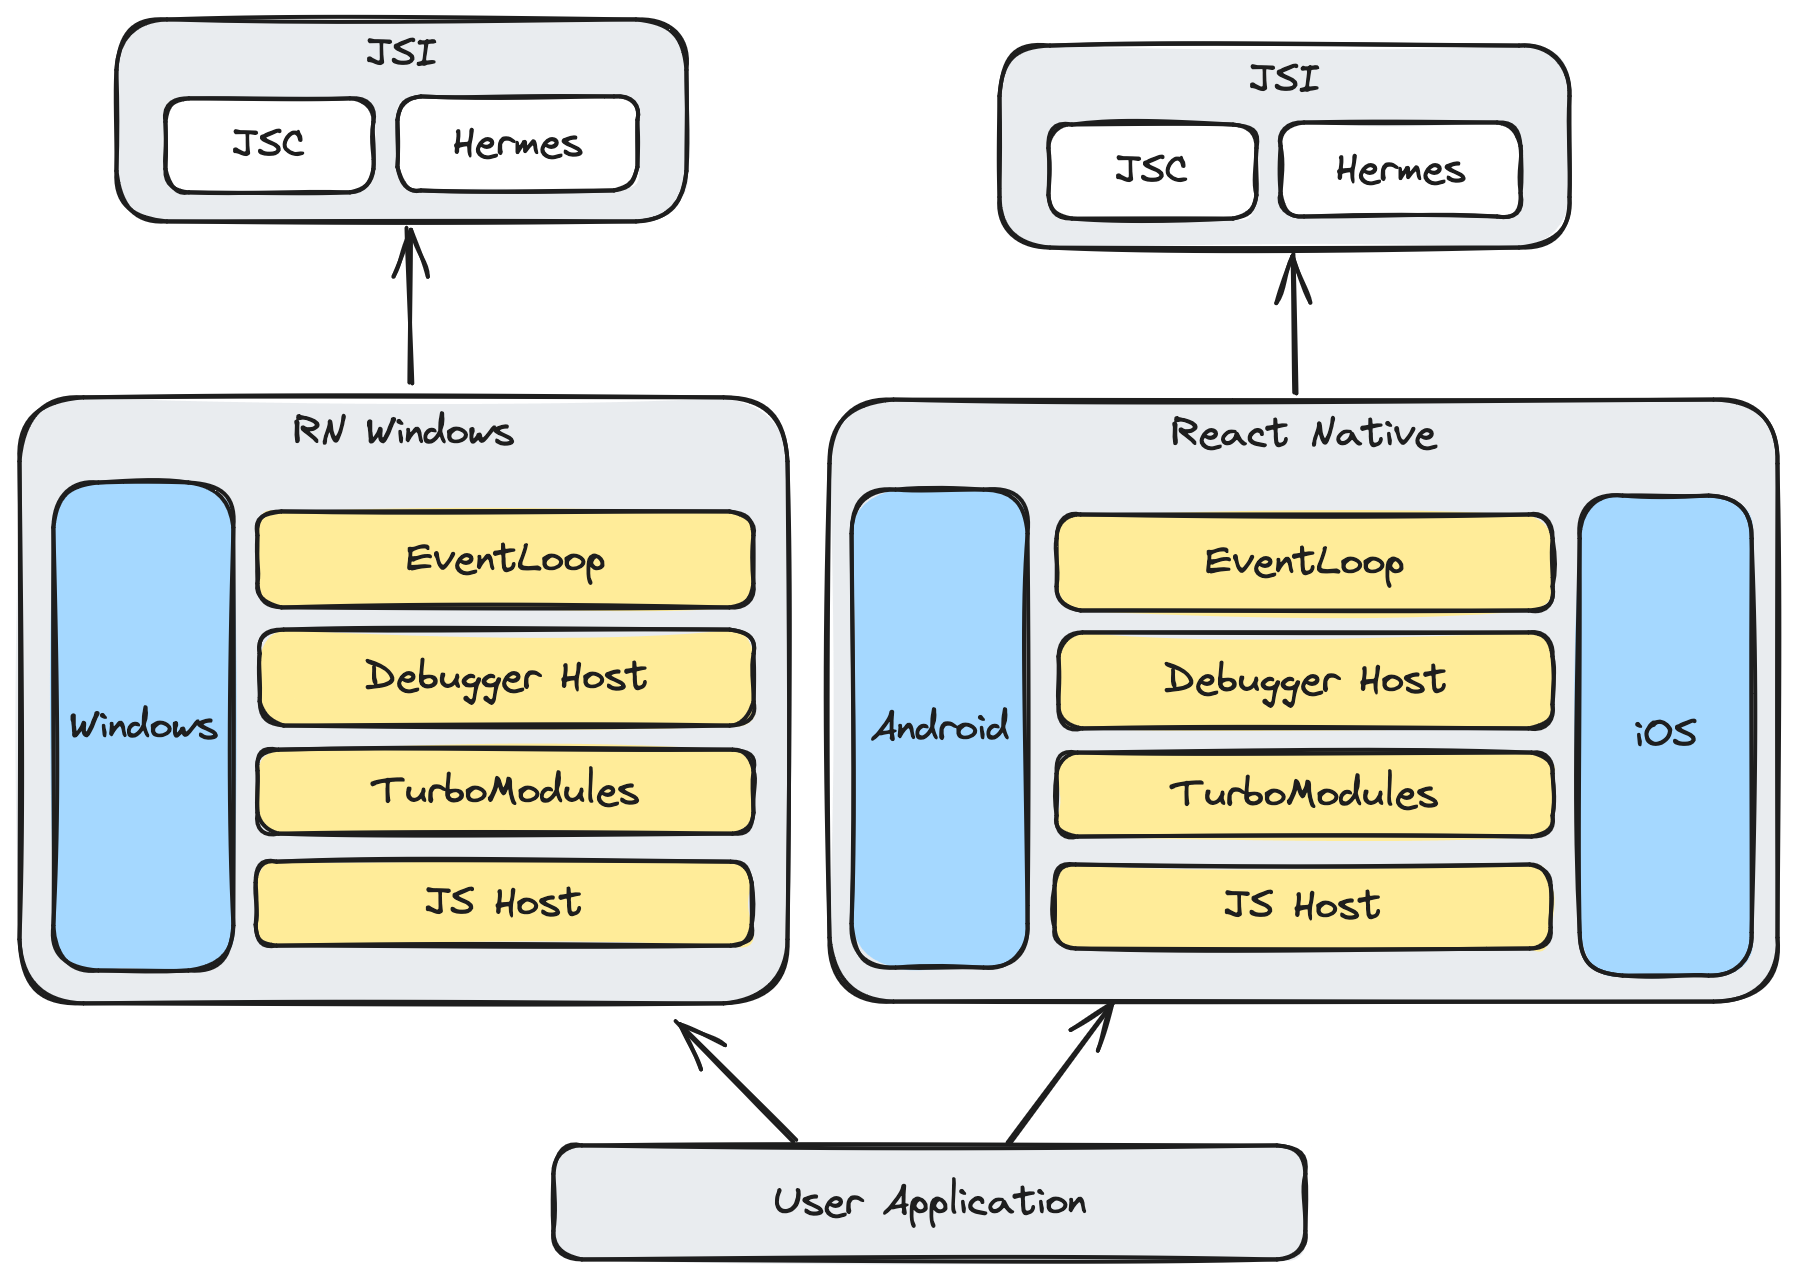 JSI
JSC
Hermes
JSI
JSC
Hermes
RN Windows
Windows
EventLoop
Debugger Host
TurboModules
JS Host
React Native
Android
EventLoop
Debugger Host
TurboModules
JS Host
iOS
User Application